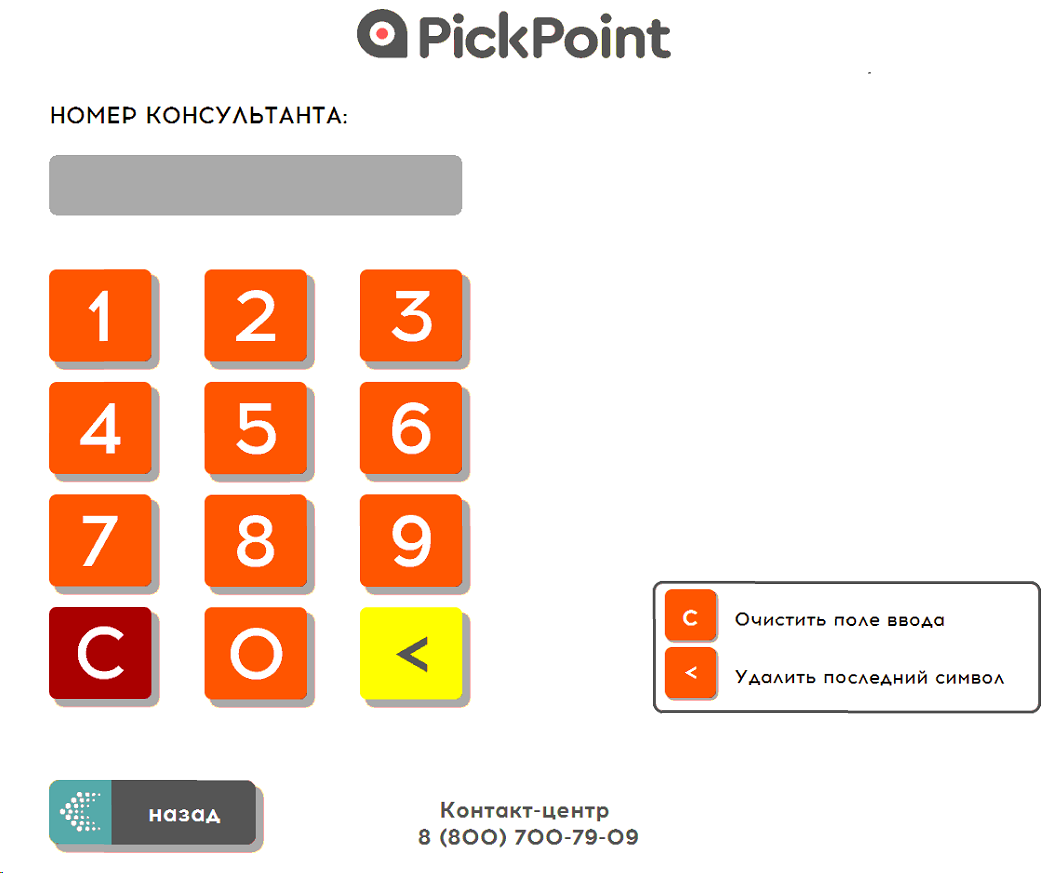 PickPoint
НОМЕР КОНСУЛЬТАНТА:
1 2 3
4 5 6
7 8 9
C 0 <
C Очистить поле ввода
< Удалить последний символ
назад
Контакт-центр
8 (800) 700-79-09